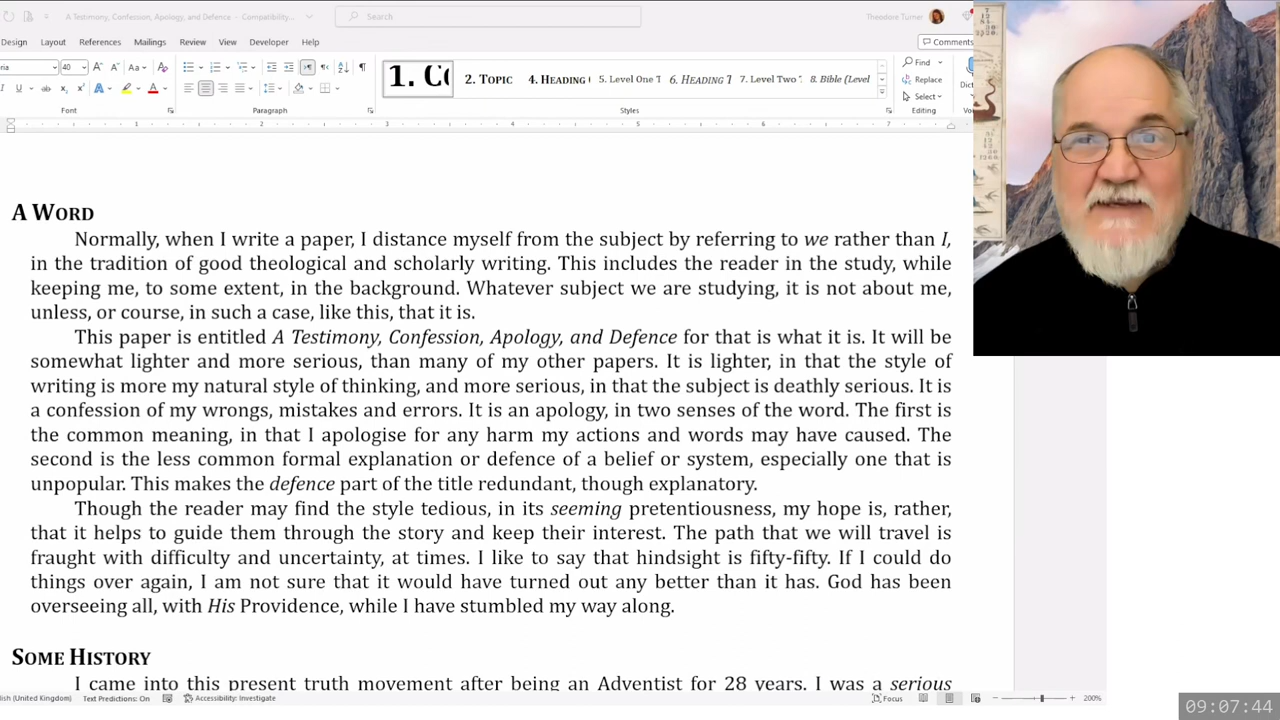 A Testimony, Confession, Apology, and Defence – Compatibility...
Search
Theodore Turner
Design Layout References Mailings Review View Developer Help
Comments
40
Aa
Find
Replace
Select
1. Co
2. TOPIC
4. HEADING
5. Level One T
6. HEADING T
7. Level Two
8. Bible (Level
Font
Paragraph
Styles
Editing
1 2 3 4 5 6 7
A WORD
Normally, when I write a paper, I distance myself from the subject by referring to we rather than I,
in the tradition of good theological and scholarly writing. This includes the reader in the study, while
keeping me, to some extent, in the background. Whatever subject we are studying, it is not about me,
unless, or course, in such a case, like this, that it is.
This paper is entitled A Testimony, Confession, Apology, and Defence for that is what it is. It will be
somewhat lighter and more serious, than many of my other papers. It is lighter, in that the style of
writing is more my natural style of thinking, and more serious, in that the subject is deathly serious. It is
a confession of my wrongs, mistakes and errors. It is an apology, in two senses of the word. The first is
the common meaning, in that I apologise for any harm my actions and words may have caused. The
second is the less common formal explanation or defence of a belief or system, especially one that is
unpopular. This makes the defence part of the title redundant, though explanatory.
Though the reader may find the style tedious, in its seeming pretentiousness, my hope is, rather,
that it helps to guide them through the story and keep their interest. The path that we will travel is
fraught with difficulty and uncertainty, at times. I like to say that hindsight is fifty-fifty. If I could do
things over again, I am not sure that it would have turned out any better than it has. God has been
overseeing all, with His Providence, while I have stumbled my way along.
SOME HISTORY
I came into this present truth movement after being an Adventist for 28 years. I was a serious
lish (United Kingdom) Text Predictions: On Accessibility: Investigate
Focus
200%
09:07:44